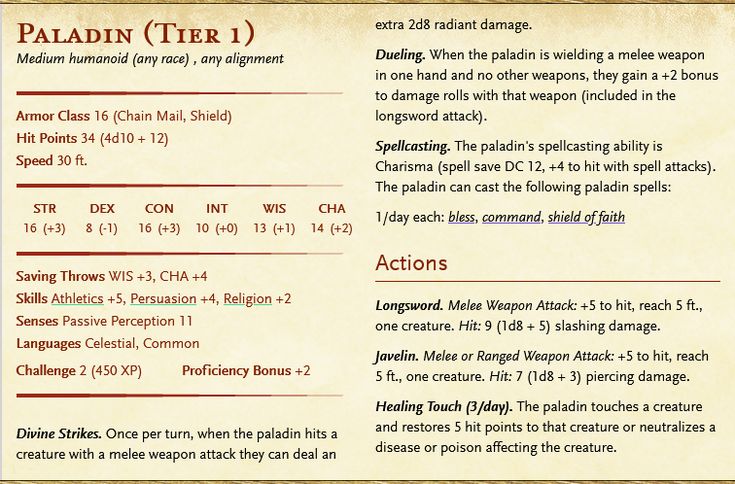 Paladin (Tier 1)
Medium humanoid (any race) , any alignment
Armor Class 16 (Chain Mail, Shield)
Hit Points 34 (4d10 + 12)
Speed 30 ft.
STR DEX CON INT WIS CHA
16 (+3) 8 (-1) 16 (+3) 10 (+0) 13 (+1) 14 (+2)
Saving Throws WIS +3, CHA +4
Skills Athletics +5, Persuasion +4, Religion +2
Senses Passive Perception 11
Languages Celestial, Common
Challenge 2 (450 XP) Proficiency Bonus +2
Divine Strikes. Once per turn, when the paladin hits a
creature with a melee weapon attack they can deal an
extra 2d8 radiant damage.
Dueling. When the paladin is wielding a melee weapon
in one hand and no other weapons, they gain a +2 bonus
to damage rolls with that weapon (included in the
longsword attack).
Spellcasting. The paladin's spellcasting ability is
Charisma (spell save DC 12, +4 to hit with spell attacks).
The paladin can cast the following paladin spells:
1/day each: bless, command, shield of faith
Actions
Longsword. Melee Weapon Attack: +5 to hit, reach 5 ft.,
one creature. Hit: 9 (1d8 + 5) slashing damage.
Javelin. Melee or Ranged Weapon Attack: +5 to hit, reach
5 ft., one creature. Hit: 7 (1d8 + 3) piercing damage.
Healing Touch (3/day). The paladin touches a creature
and restores 5 hit points to that creature or neutralizes a
disease or poison affecting the creature.